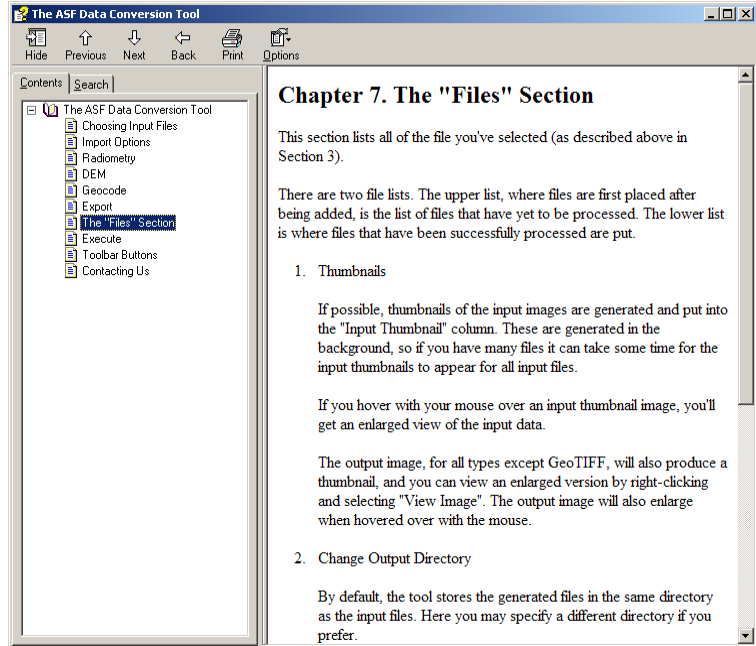 The ASF Data Conversion Tool
Hide Previous Next Back Print Options
Contents Search
The ASF Data Conversion Tool
Choosing Input Files
Import Options
Radiometry
DEM
Geocode
Export
The "Files" Section
Execute
Toolbar Buttons
Contacting Us
Chapter 7. The "Files" Section
This section lists all of the file you've selected (as described above in
Section 3).
There are two file lists. The upper list, where files are first placed after
being added, is the list of files that have yet to be processed. The lower list
is where files that have been successfully processed are put.
1. Thumbnails
If possible, thumbnails of the input images are generated and put into
the "Input Thumbnail" column. These are generated in the
background, so if you have many files it can take some time for the
input thumbnails to appear for all input files.
If you hover with your mouse over an input thumbnail image, you'll
get an enlarged view of the input data.
The output image, for all types except GeoTIFF, will also produce a
thumbnail, and you can view an enlarged version by right-clicking
and selecting "View Image". The output image will also enlarge
when hovered over with the mouse.
2. Change Output Directory
By default, the tool stores the generated files in the same directory
as the input files. Here you may specify a different directory if you
prefer.